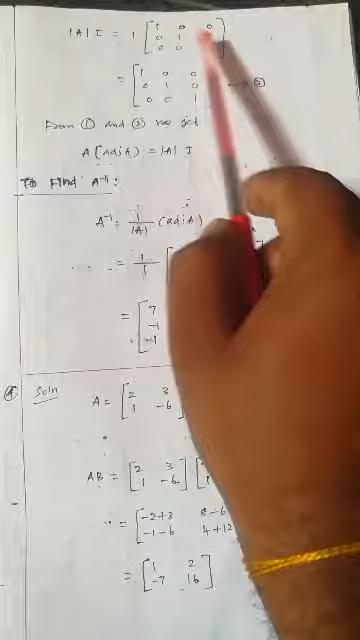 |A| I = 1 [ 1 0 0
0 1
0 0
= [ 1 0 0
0 1 0
0 0 1 ] → ②
From ① and ② we get
A (adj A) = |A| I
To Find A⁻¹:
A⁻¹ = 1/|A| (adj A)
= 1/1 [
= [ 7
-1
-1
④ Soln A = [ 2 3
1 -6 ]
AB = [ 2 3
1 -6 ] [
= [ -2+3 8-6
-1-6 4+12
= [ 1 2
-7 16 ]